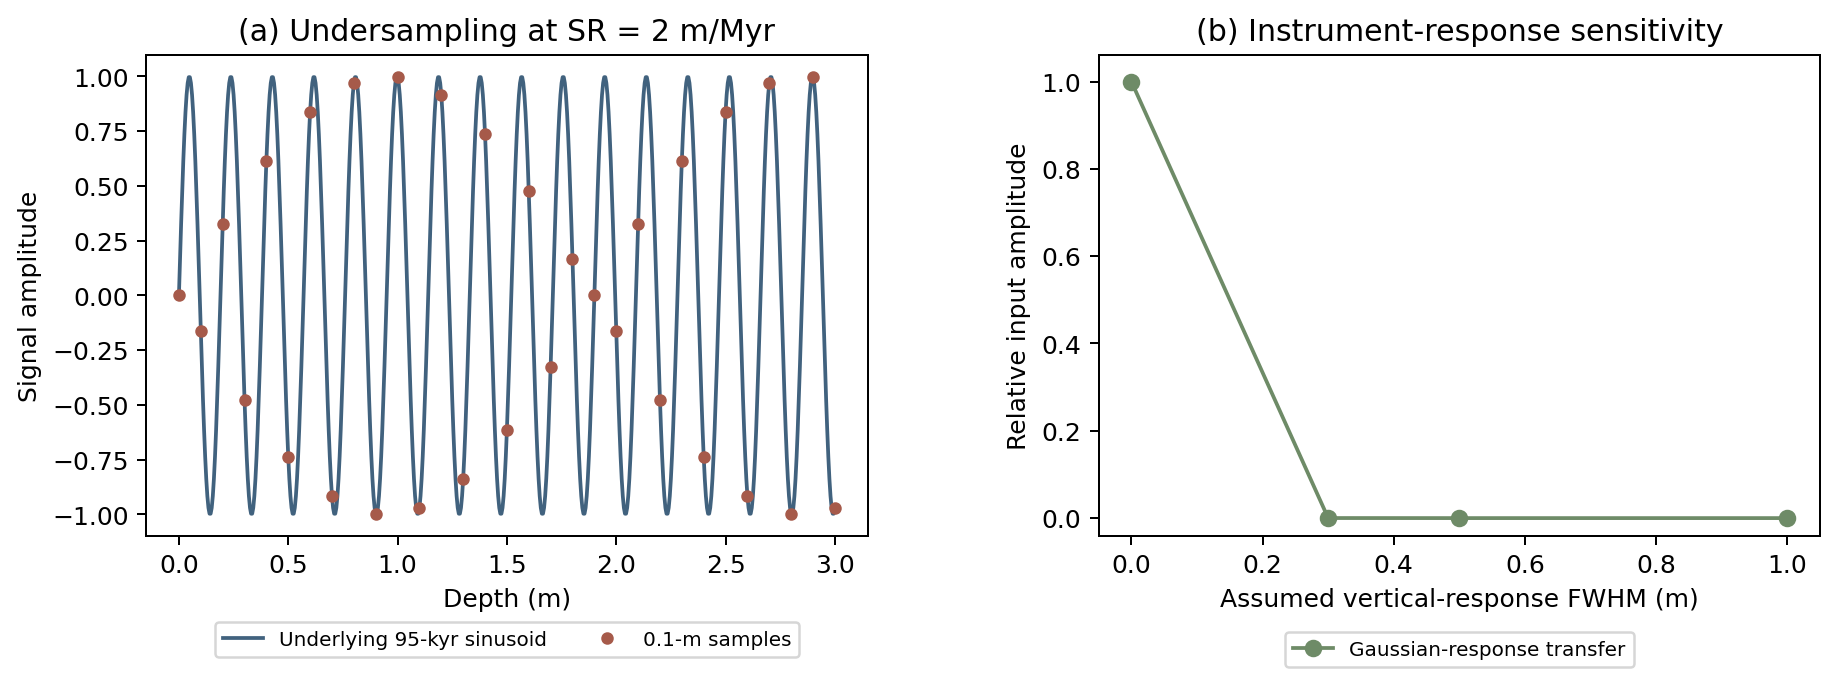 (a) Undersampling at SR = 2 m/Myr
1.00
0.75
0.50
0.25
0.00
−0.25
−0.50
−0.75
−1.00
Signal amplitude
0.0 0.5 1.0 1.5 2.0 2.5 3.0
Depth (m)
Underlying 95-kyr sinusoid 0.1-m samples
(b) Instrument-response sensitivity
1.0
0.8
0.6
0.4
0.2
0.0
Relative input amplitude
0.0 0.2 0.4 0.6 0.8 1.0
Assumed vertical-response FWHM (m)
Gaussian-response transfer